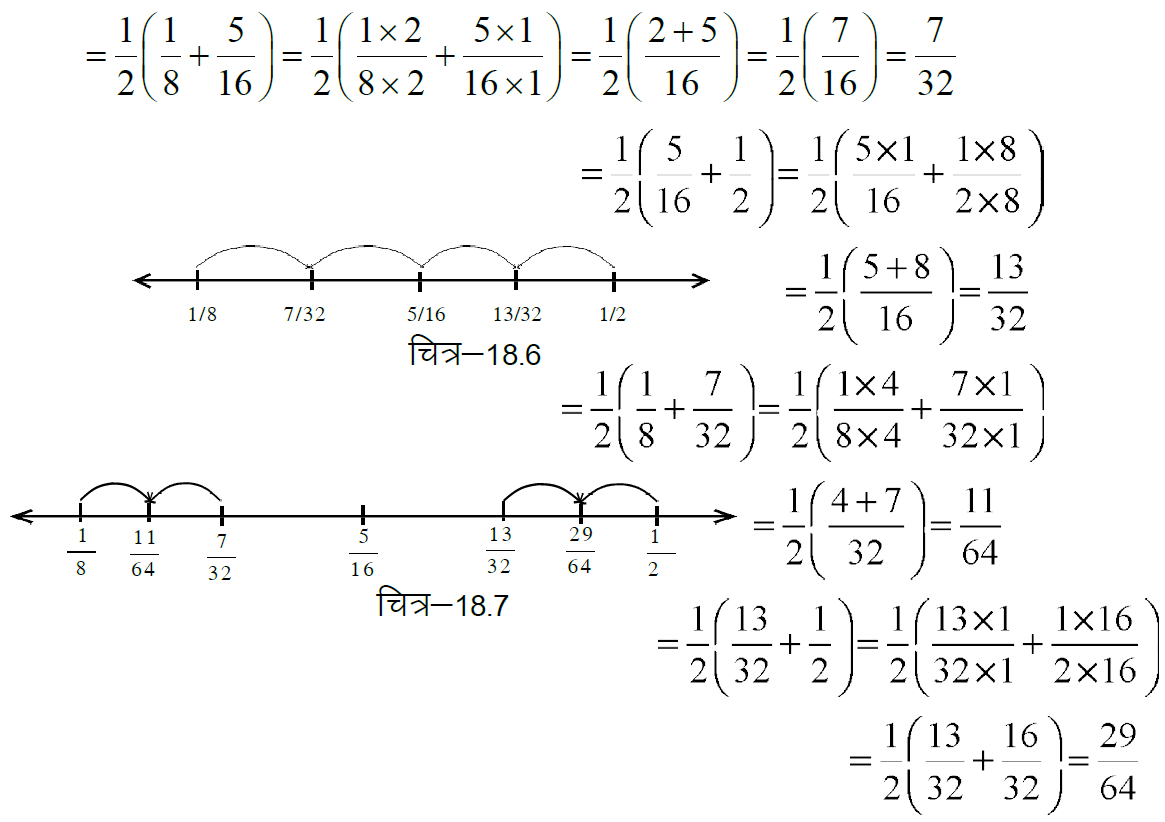 = 1/2 (1/8 + 5/16) = 1/2 ((1×2)/(8×2) + (5×1)/(16×1)) = 1/2 ((2+5)/16) = 1/2 (7/16) = 7/32
= 1/2 (5/16 + 1/2) = 1/2 ((5×1)/16 + (1×8)/(2×8))
= 1/2 ((5+8)/16) = 13/32
1/8 7/32 5/16 13/32 1/2
चित्र–18.6
= 1/2 (1/8 + 7/32) = 1/2 ((1×4)/(8×4) + (7×1)/(32×1))
= 1/2 ((4+7)/32) = 11/64
1/8 11/64 7/32 5/16 13/32 29/64 1/2
चित्र–18.7
= 1/2 (13/32 + 1/2) = 1/2 ((13×1)/(32×1) + (1×16)/(2×16))
= 1/2 (13/32 + 16/32) = 29/64